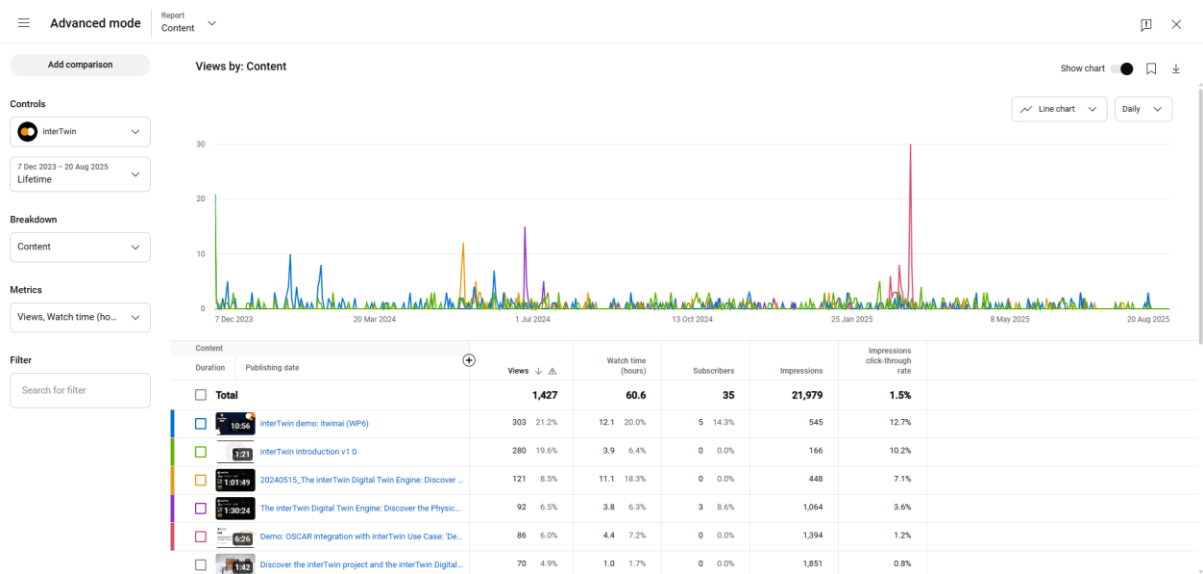 Advanced mode
Report
Content
Add comparison
Views by: Content
Show chart
Controls
interTwin
7 Dec 2023 – 20 Aug 2025
Lifetime
Breakdown
Content
Metrics
Views, Watch time (ho...
Filter
Search for filter
Line chart
Daily
30
20
10
0
7 Dec 2023 20 Mar 2024 1 Jul 2024 13 Oct 2024 25 Jan 2025 8 May 2025 20 Aug 2025
Content
Duration Publishing date
Views
Watch time (hours)
Subscribers
Impressions
Impressions click-through rate
Total 1,427 60.6 35 21,979 1.5%
10:56 interTwin demo: itwinai (WP6) 303 21.2% 12.1 20.0% 5 14.3% 545 12.7%
1:21 interTwin introduction v1 0 280 19.6% 3.9 6.4% 0 0.0% 166 10.2%
1:01:49 20240515_The interTwin Digital Twin Engine: Discover ... 121 8.5% 11.1 18.3% 0 0.0% 448 7.1%
1:30:24 The interTwin Digital Twin Engine: Discover the Physic... 92 6.5% 3.8 6.3% 3 8.6% 1,064 3.6%
6:26 Demo: OSCAR integration with interTwin Use Case: 'De... 86 6.0% 4.4 7.2% 0 0.0% 1,394 1.2%
1:42 Discover the interTwin project and the interTwin Digital... 70 4.9% 1.0 1.7% 0 0.0% 1,851 0.8%